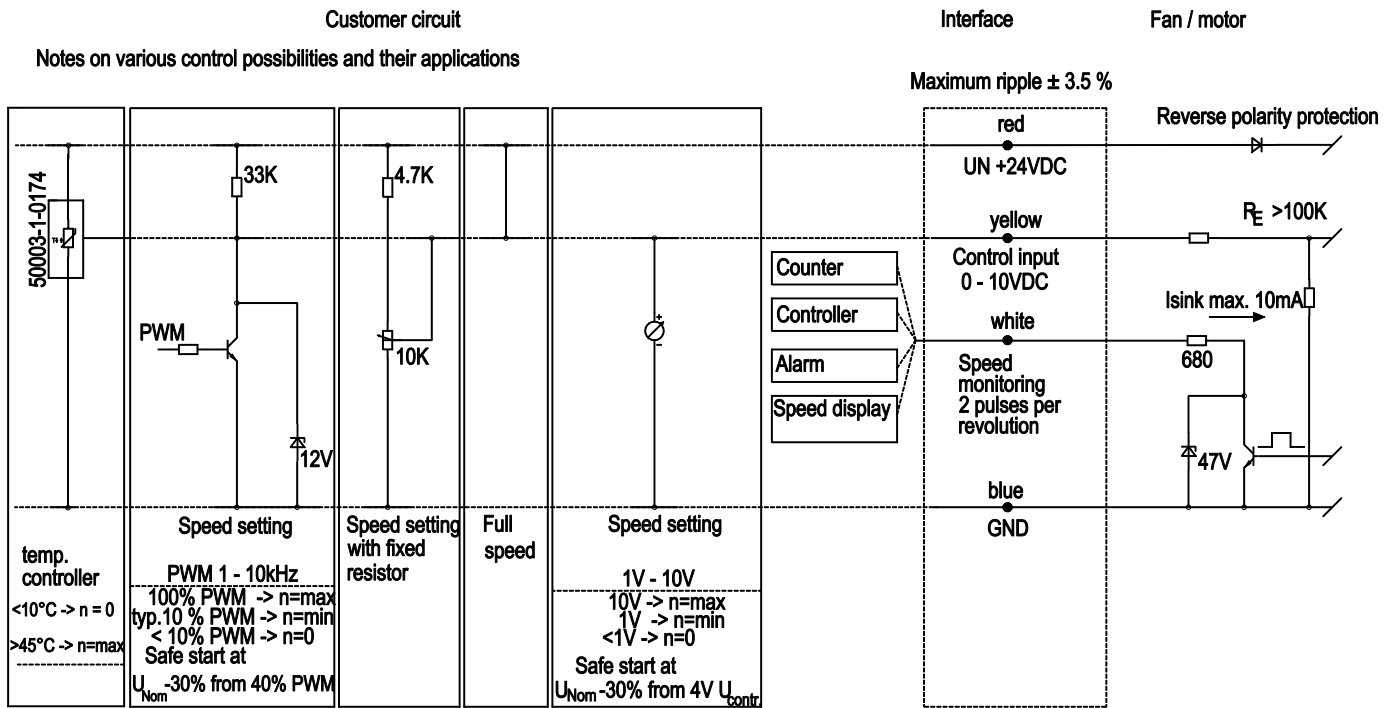 Customer circuit
Interface
Fan / motor
Notes on various control possibilities and their applications
Maximum ripple ± 3.5 %
red
Reverse polarity protection
UN +24VDC
50003-1-0174
33K
4.7K
yellow
RE >100K
Control input
0 - 10VDC
Counter
Controller
Alarm
Speed display
Isink max. 10mA
white
PWM
10K
+
-
680
Speed
monitoring
2 pulses per
revolution
12V
47V
blue
GND
temp.
controller
<10°C -> n = 0
>45°C -> n=max
Speed setting
PWM 1 - 10kHz
100% PWM -> n=max
typ.10 % PWM -> n=min
< 10% PWM -> n=0
Safe start at
UNom -30% from 40% PWM
Speed setting
with fixed
resistor
Full
speed
Speed setting
1V - 10V
10V -> n=max
1V -> n=min
<1V -> n=0
Safe start at
UNom -30% from 4V Ucontr.